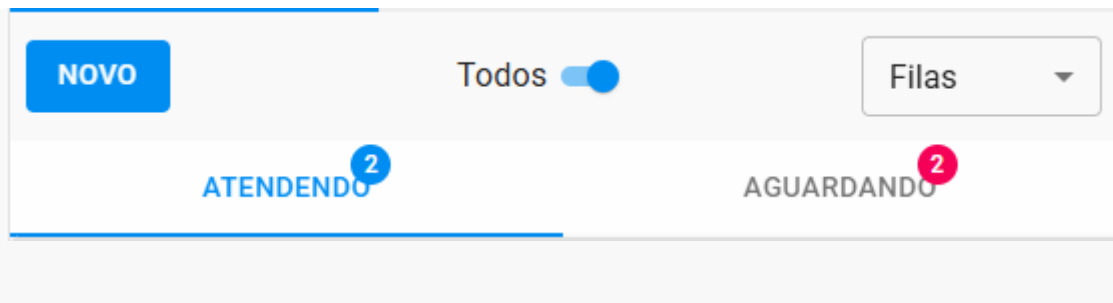 NOVO Todos Filas
2 2
ATENDENDO AGUARDANDO